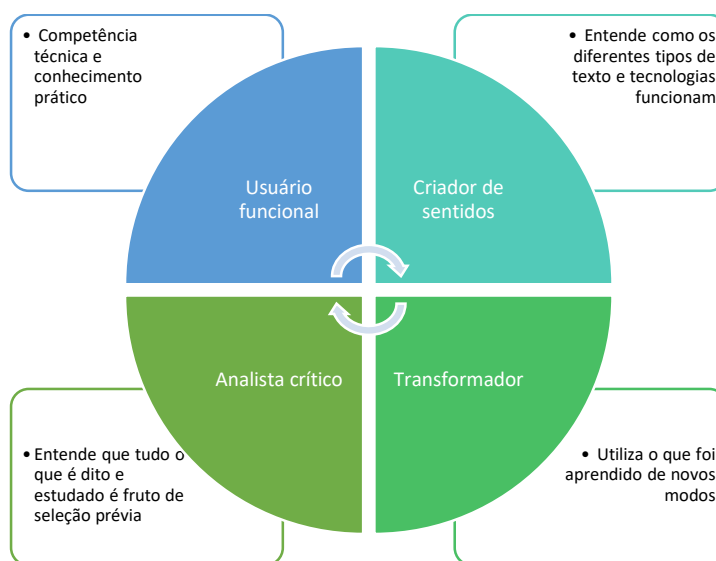 • Competência
técnica e
conhecimento
prático
• Entende como os
diferentes tipos de
texto e tecnologias
funcionam
Usuário
funcional
Criador de
sentidos
Analista crítico
Transformador
• Entende que tudo o
que é dito e
estudado é fruto de
seleção prévia
• Utiliza o que foi
aprendido de novos
modos